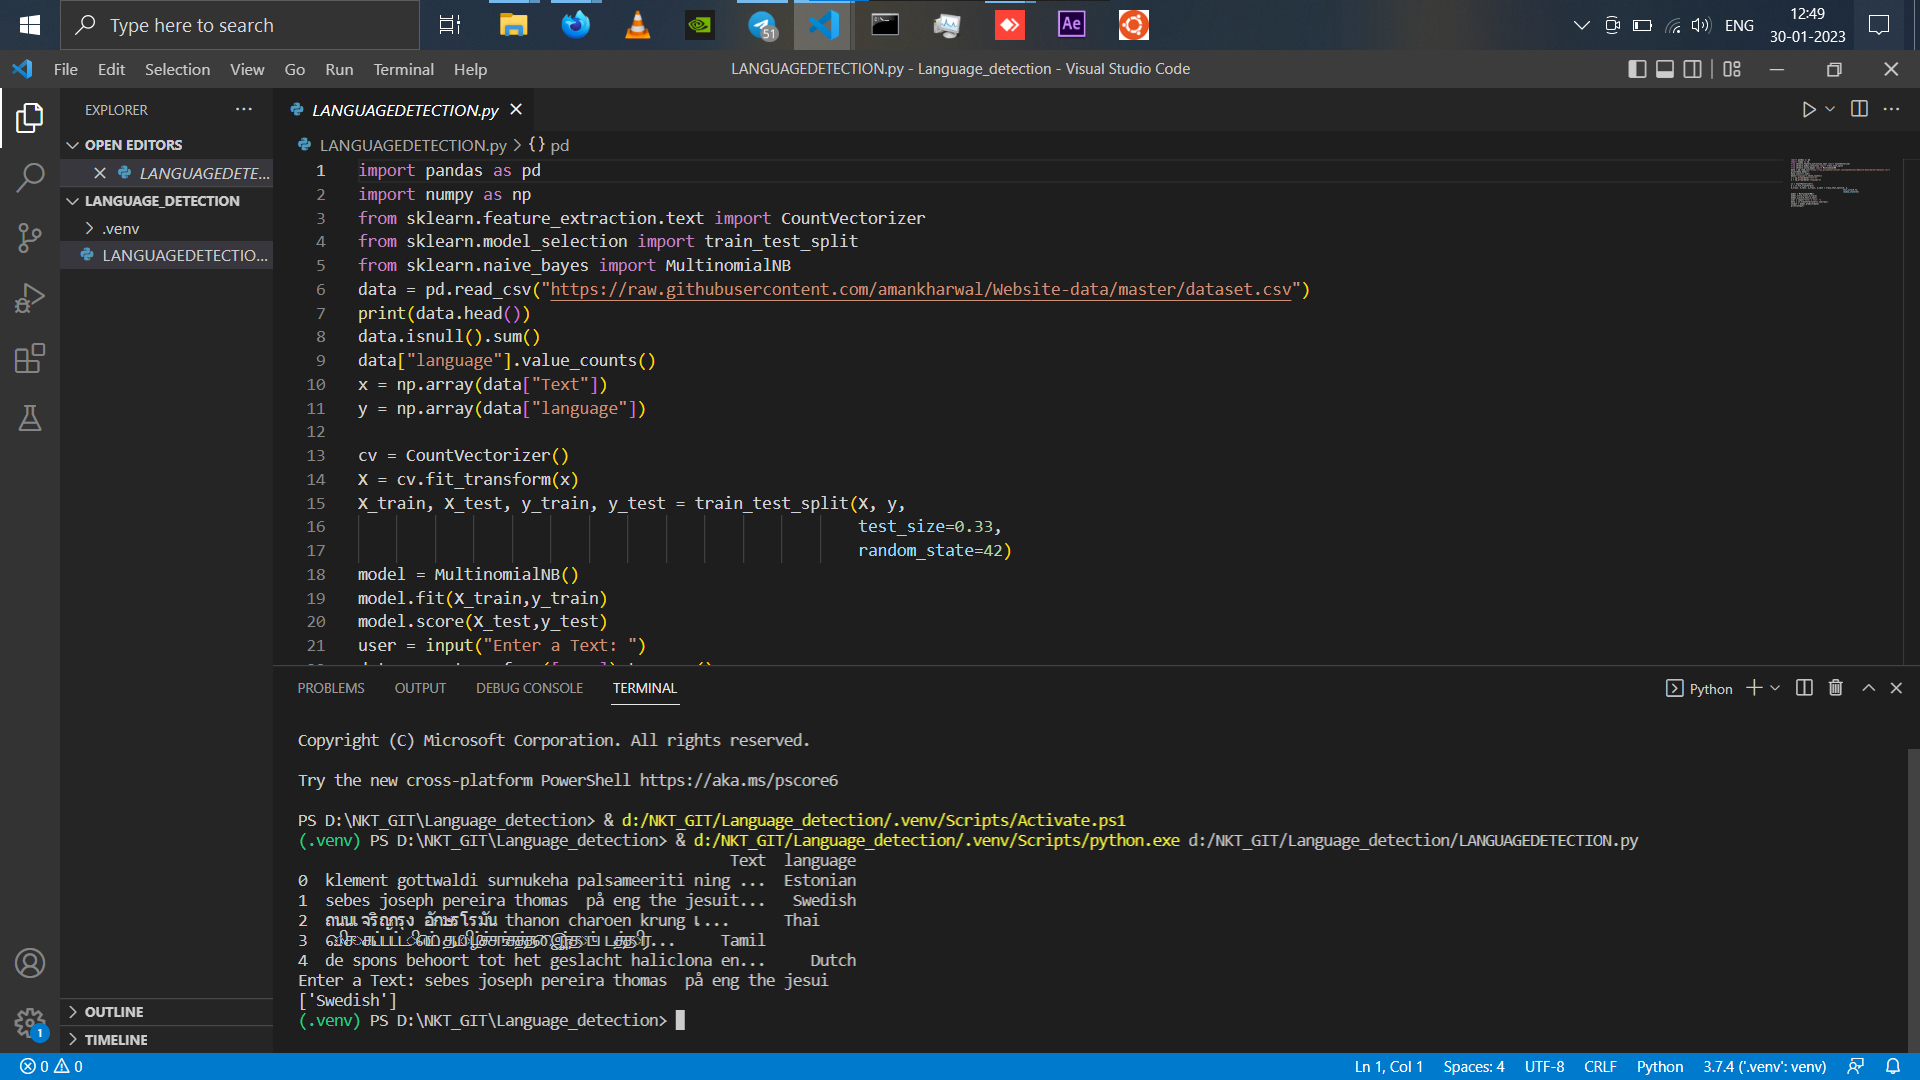 Type here to search
51
Ae
ENG
12:49
30-01-2023
File Edit Selection View Go Run Terminal Help
LANGUAGEDETECTION.py - Language_detection - Visual Studio Code
EXPLORER
OPEN EDITORS
LANGUAGEDETE...
LANGUAGE_DETECTION
.venv
LANGUAGEDETECTIO...
OUTLINE
TIMELINE
1
LANGUAGEDETECTION.py
LANGUAGEDETECTION.py > {} pd
1 import pandas as pd
2 import numpy as np
3 from sklearn.feature_extraction.text import CountVectorizer
4 from sklearn.model_selection import train_test_split
5 from sklearn.naive_bayes import MultinomialNB
6 data = pd.read_csv("https://raw.githubusercontent.com/amankharwal/Website-data/master/dataset.csv")
7 print(data.head())
8 data.isnull().sum()
9 data["language"].value_counts()
10 x = np.array(data["Text"])
11 y = np.array(data["language"])
12
13 cv = CountVectorizer()
14 X = cv.fit_transform(x)
15 X_train, X_test, y_train, y_test = train_test_split(X, y,
16 test_size=0.33,
17 random_state=42)
18 model = MultinomialNB()
19 model.fit(X_train,y_train)
20 model.score(X_test,y_test)
21 user = input("Enter a Text: ")
PROBLEMS OUTPUT DEBUG CONSOLE TERMINAL
Python
Copyright (C) Microsoft Corporation. All rights reserved.
Try the new cross-platform PowerShell https://aka.ms/pscore6
PS D:\NKT_GIT\Language_detection> & d:/NKT_GIT/Language_detection/.venv/Scripts/Activate.ps1
(.venv) PS D:\NKT_GIT\Language_detection> & d:/NKT_GIT/Language_detection/.venv/Scripts/python.exe d:/NKT_GIT/Language_detection/LANGUAGEDETECTION.py
Text language
0 klement gottwaldi surnukeha palsameeriti ning ... Estonian
1 sebes joseph pereira thomas  på eng the jesuit... Swedish
2 ถนนเจริญกรุง อักษรโรมัน thanon charoen krung เ... Thai
3 ... Tamil
4 de spons behoort tot het geslacht haliclona en... Dutch
Enter a Text: sebes joseph pereira thomas  på eng the jesui
['Swedish']
(.venv) PS D:\NKT_GIT\Language_detection>
0 0
Ln 1, Col 1 Spaces: 4 UTF-8 CRLF Python 3.7.4 ('.venv': venv)